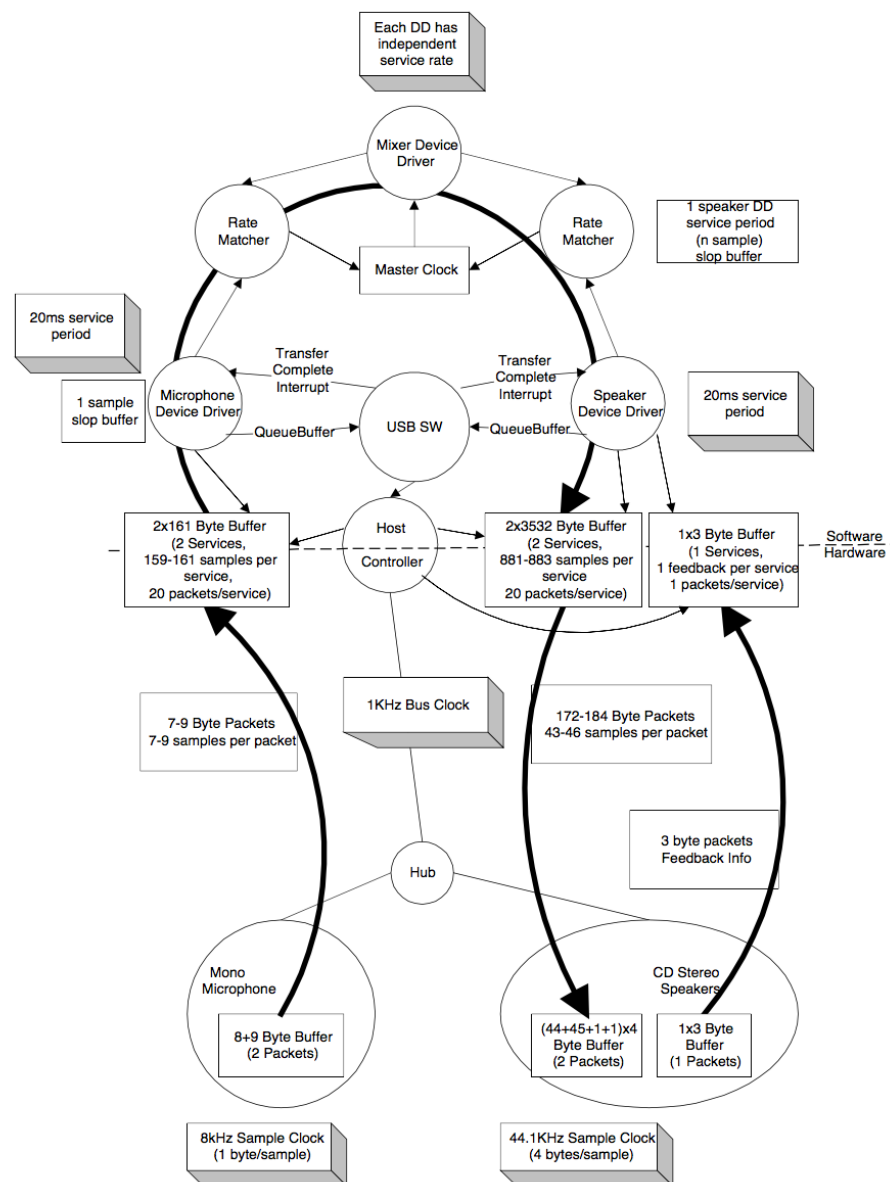 Each DD has
independent
service rate
Mixer Device
Driver
Rate
Matcher
Rate
Matcher
1 speaker DD
service period
(n sample)
slop buffer
Master Clock
20ms service
period
Transfer
Complete
Interrupt
Transfer
Complete
Interrupt
1 sample
slop buffer
Microphone
Device Driver
USB SW
Speaker
Device Driver
20ms service
period
QueueBuffer
QueueBuffer
2x161 Byte Buffer
(2 Services,
159-161 samples per
service,
20 packets/service)
Host
Controller
2x3532 Byte Buffer
(2 Services,
881-883 samples per
service
20 packets/service)
1x3 Byte Buffer
(1 Services,
1 feedback per service
1 packets/service)
Software
Hardware
7-9 Byte Packets
7-9 samples per packet
1KHz Bus Clock
172-184 Byte Packets
43-46 samples per packet
3 byte packets
Feedback Info
Hub
Mono
Microphone
8+9 Byte Buffer
(2 Packets)
CD Stereo
Speakers
(44+45+1+1)x4
Byte Buffer
(2 Packets)
1x3 Byte
Buffer
(1 Packets)
8kHz Sample Clock
(1 byte/sample)
44.1KHz Sample Clock
(4 bytes/sample)